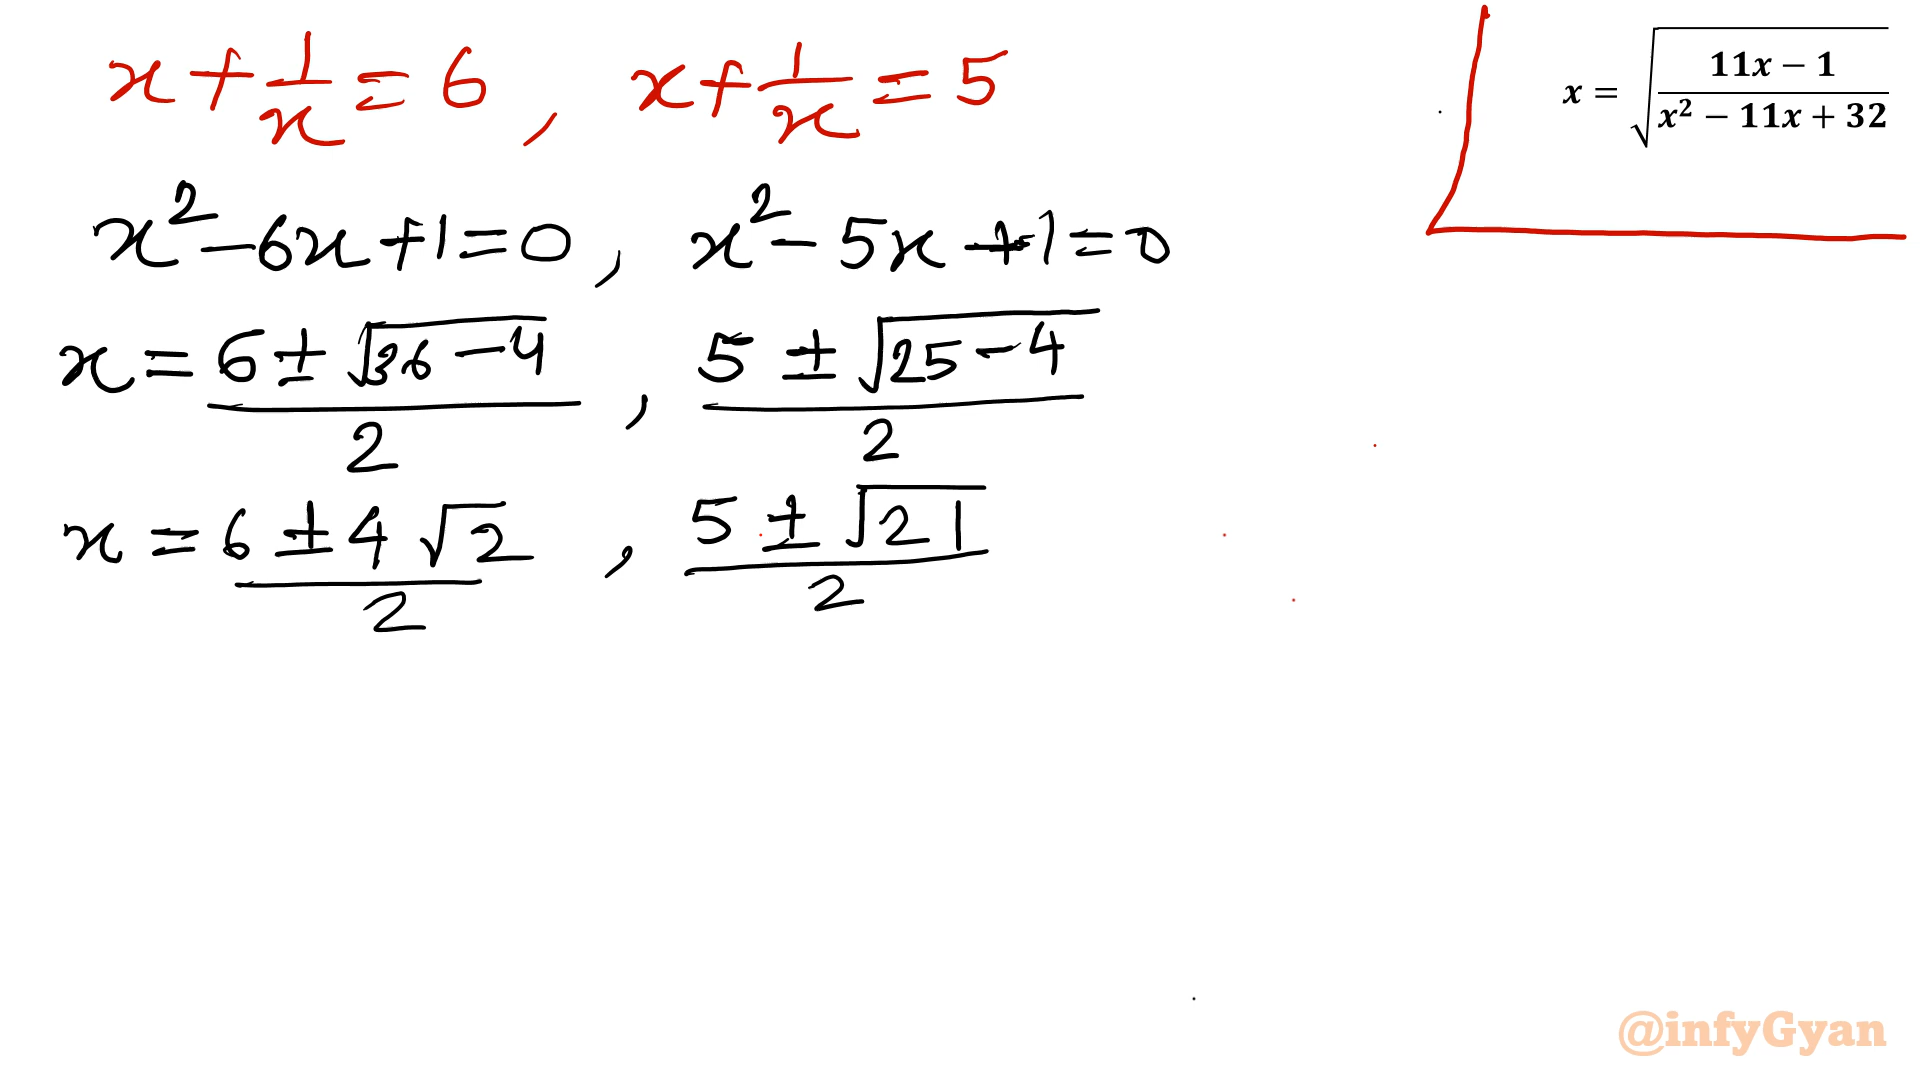 x + 1/x = 6 , x + 1/x = 5
x = √((11x − 1)/(x² − 11x + 32))
x² − 6x + 1 = 0 , x² − 5x + 1 = 0
x = (6 ± √(36 − 4))/2 , (5 ± √(25 − 4))/2
x = (6 ± 4√2)/2 , (5 ± √21)/2
@infyGyan